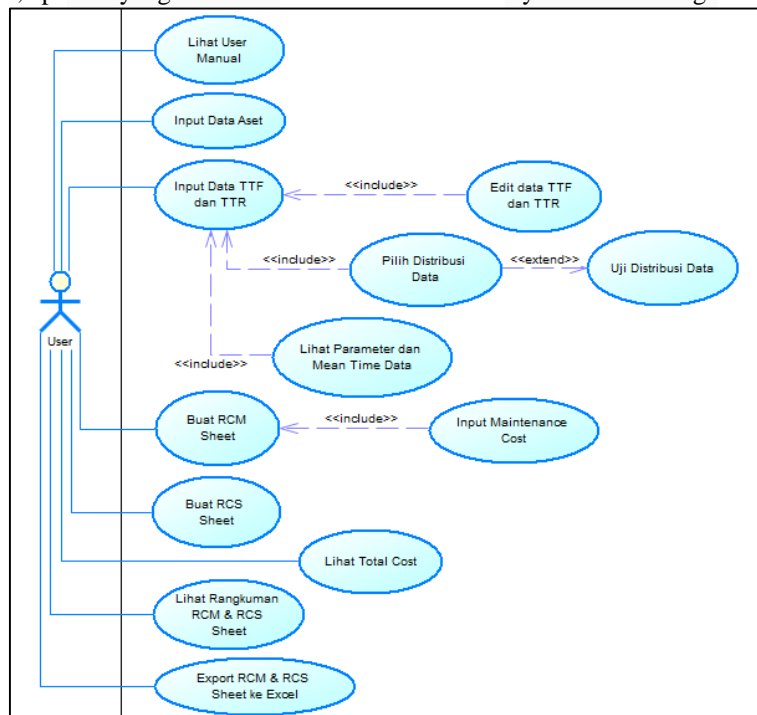 Lihat User
Manual
Input Data Aset
Input Data TTF
dan TTR
<<include>>
Edit data TTF
dan TTR
<<include>>
Pilih Distribusi
Data
<<extend>>
Uji Distribusi Data
User
<<include>>
Lihat Parameter dan
Mean Time Data
Buat RCM
Sheet
<<include>>
Input Maintenance
Cost
Buat RCS
Sheet
Lihat Total Cost
Lihat Rangkuman
RCM & RCS
Sheet
Export RCM & RCS
Sheet ke Excel